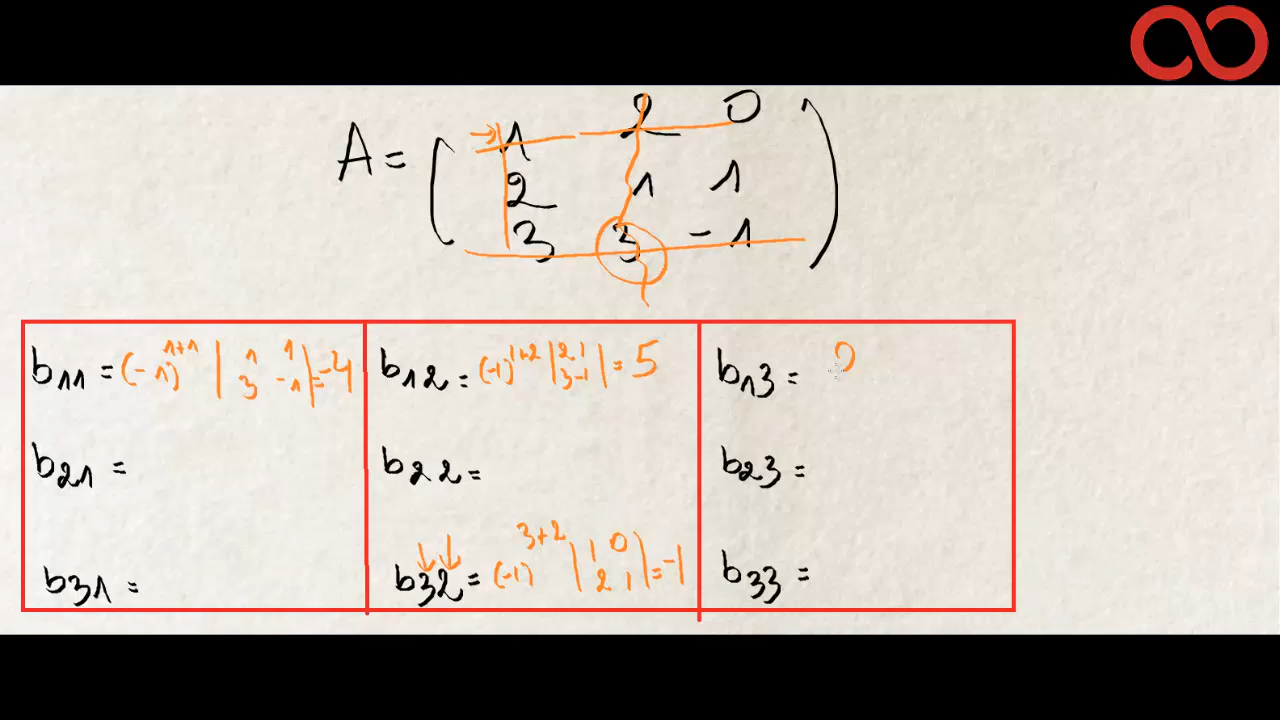 A = ( 1 2 0
2 1 1
3 3 -1 )
b11 = (-1)^1+1 | 1 1 3 -1 | = -4
b12 = (-1)^1+2 | 2 1 3 -1 | = 5
b13 =
b21 =
b22 =
b23 =
b31 =
b32 = (-1)^3+2 | 1 0 2 1 | = -1
b33 =